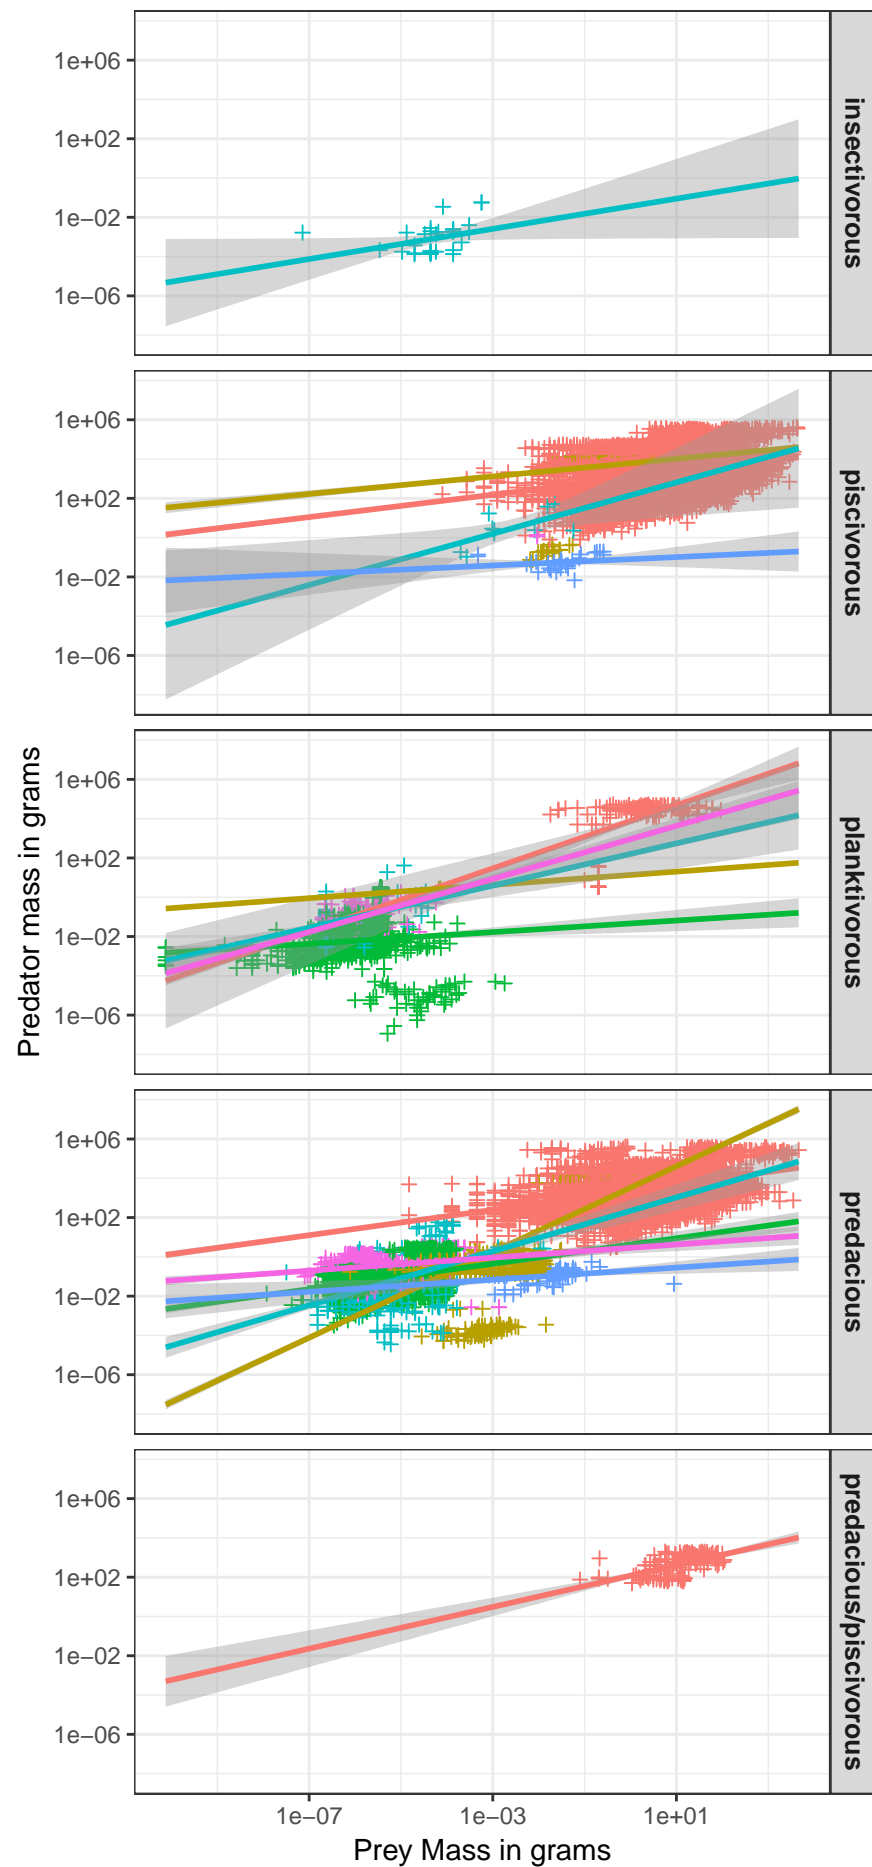 1e+06
1e+02
1e−02
1e−06
insectivorous
1e+06
1e+02
1e−02
1e−06
piscivorous
1e+06
1e+02
1e−02
1e−06
planktivorous
Predator mass in grams
1e+06
1e+02
1e−02
1e−06
predacious
1e+06
1e+02
1e−02
1e−06
predacious/piscivorous
1e−07 1e−03 1e+01
Prey Mass in grams